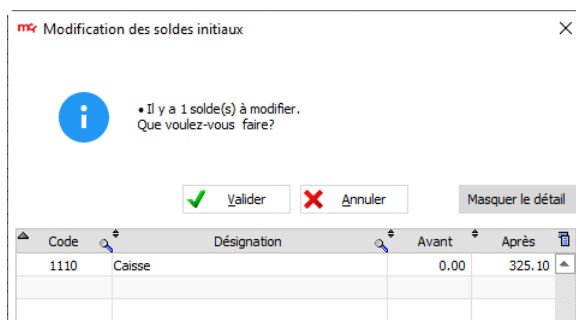 mcr Modification des soldes initiaux
• Il y a 1 solde(s) à modifier.
Que voulez-vous faire?
Valider Annuler Masquer le détail
Code Désignation Avant Après
1110 Caisse 0.00 325.10